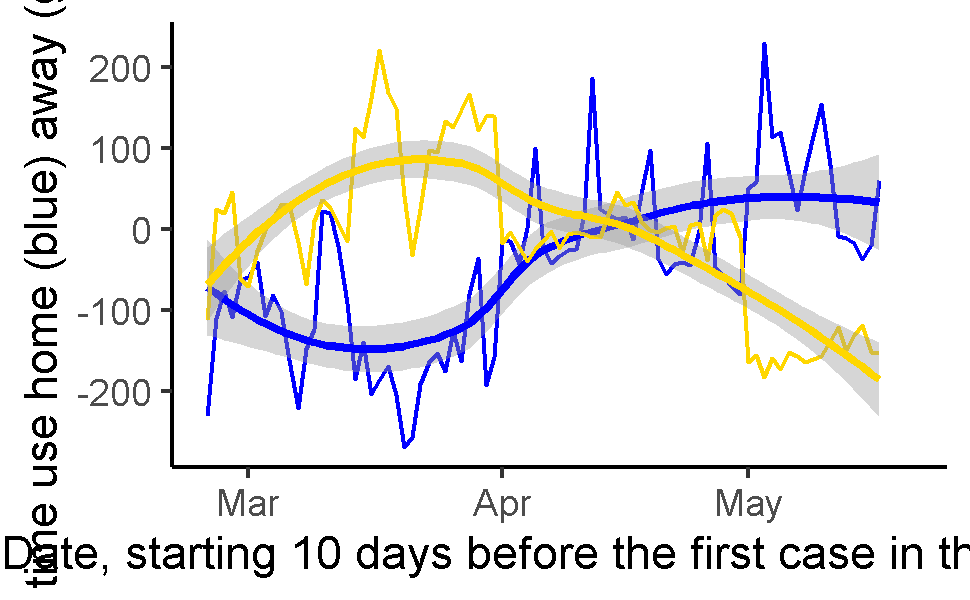 time use home (blue) away (
200
100
0
-100
-200
Mar Apr May
Date, starting 10 days before the first case in th